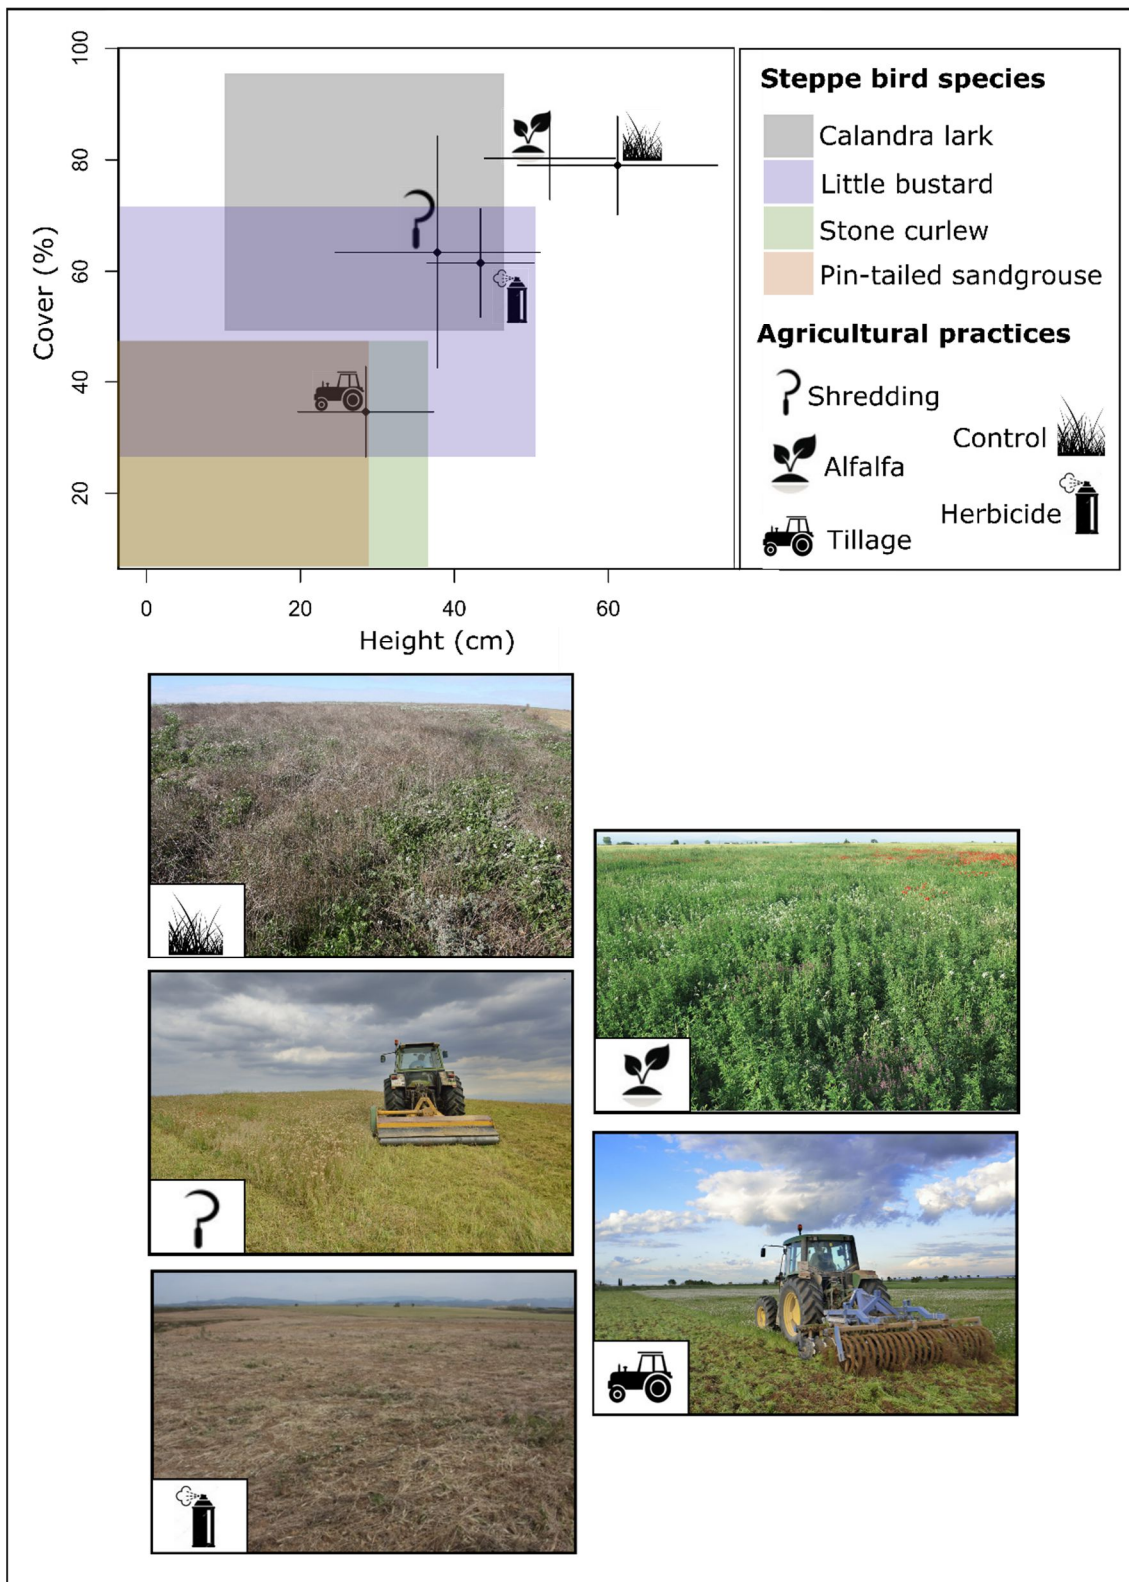 100
80
60
40
20
Cover (%)
0
20
40
60
Height (cm)
Steppe bird species
Calandra lark
Little bustard
Stone curlew
Pin-tailed sandgrouse
Agricultural practices
Shredding
Control
Alfalfa
Herbicide
Tillage